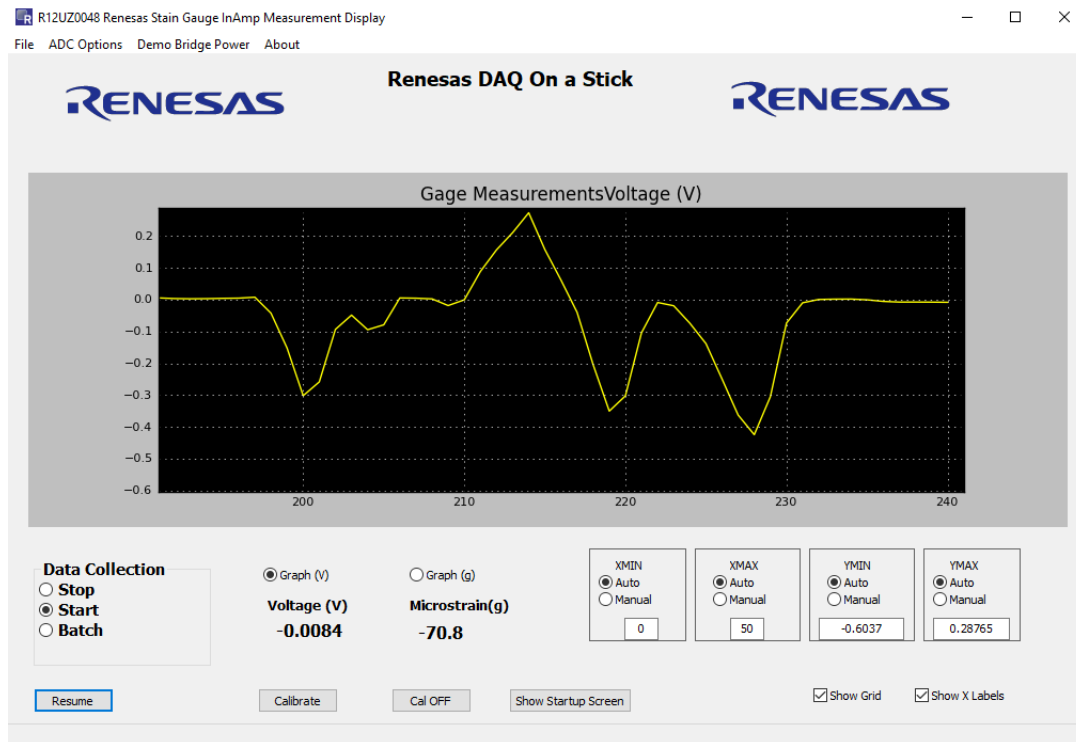 R12UZ0048 Renesas Stain Gauge InAmp Measurement Display
File ADC Options Demo Bridge Power About
Renesas DAQ On a Stick
RENESAS
RENESAS
Gage MeasurementsVoltage (V)
0.2
0.1
0.0
−0.1
−0.2
−0.3
−0.4
−0.5
−0.6
200 210 220 230 240
Data Collection
Stop
Start
Batch
Graph (V)
Voltage (V)
-0.0084
Graph (g)
Microstrain(g)
-70.8
XMIN
Auto
Manual
0
XMAX
Auto
Manual
50
YMIN
Auto
Manual
-0.6037
YMAX
Auto
Manual
0.28765
Resume
Calibrate
Cal OFF
Show Startup Screen
Show Grid
Show X Labels